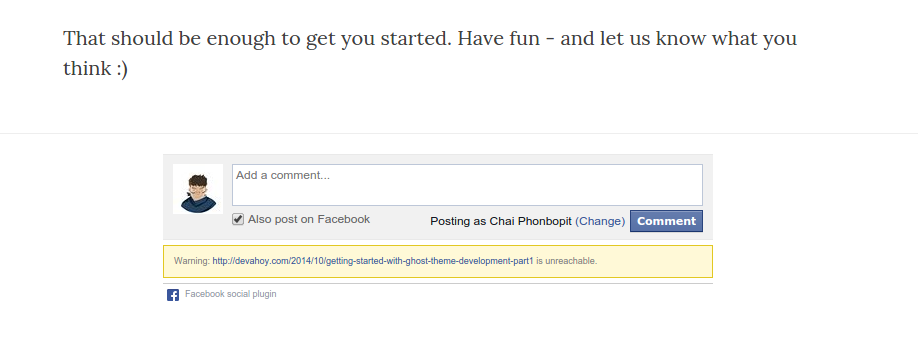 That should be enough to get you started. Have fun - and let us know what you
think :)
Add a comment...
Also post on Facebook
Posting as Chai Phonbopit (Change) Comment
Warning: http://devahoy.com/2014/10/getting-started-with-ghost-theme-development-part1 is unreachable.
Facebook social plugin